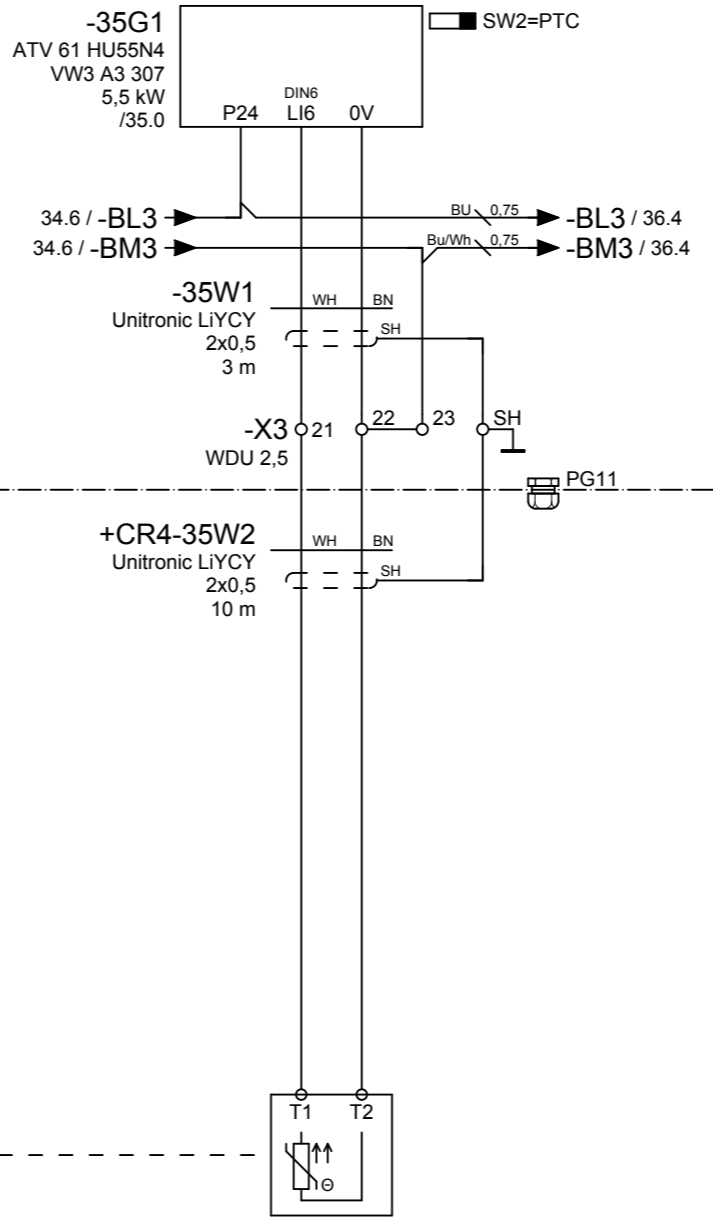 -35G1
SW2=PTC
ATV 61 HU55N4
VW3 A3 307
5,5 kW
/35.0
DIN6
P24 LI6 0V
34.6 / -BL3 BU 0,75 -BL3 / 36.4
34.6 / -BM3 Bu/Wh 0,75 -BM3 / 36.4
-35W1 WH BN
Unitronic LiYCY SH
2x0,5
3 m
-X3 21 22 23 SH
WDU 2,5
PG11
+CR4-35W2 WH BN
Unitronic LiYCY SH
2x0,5
10 m
T1 T2
Θ